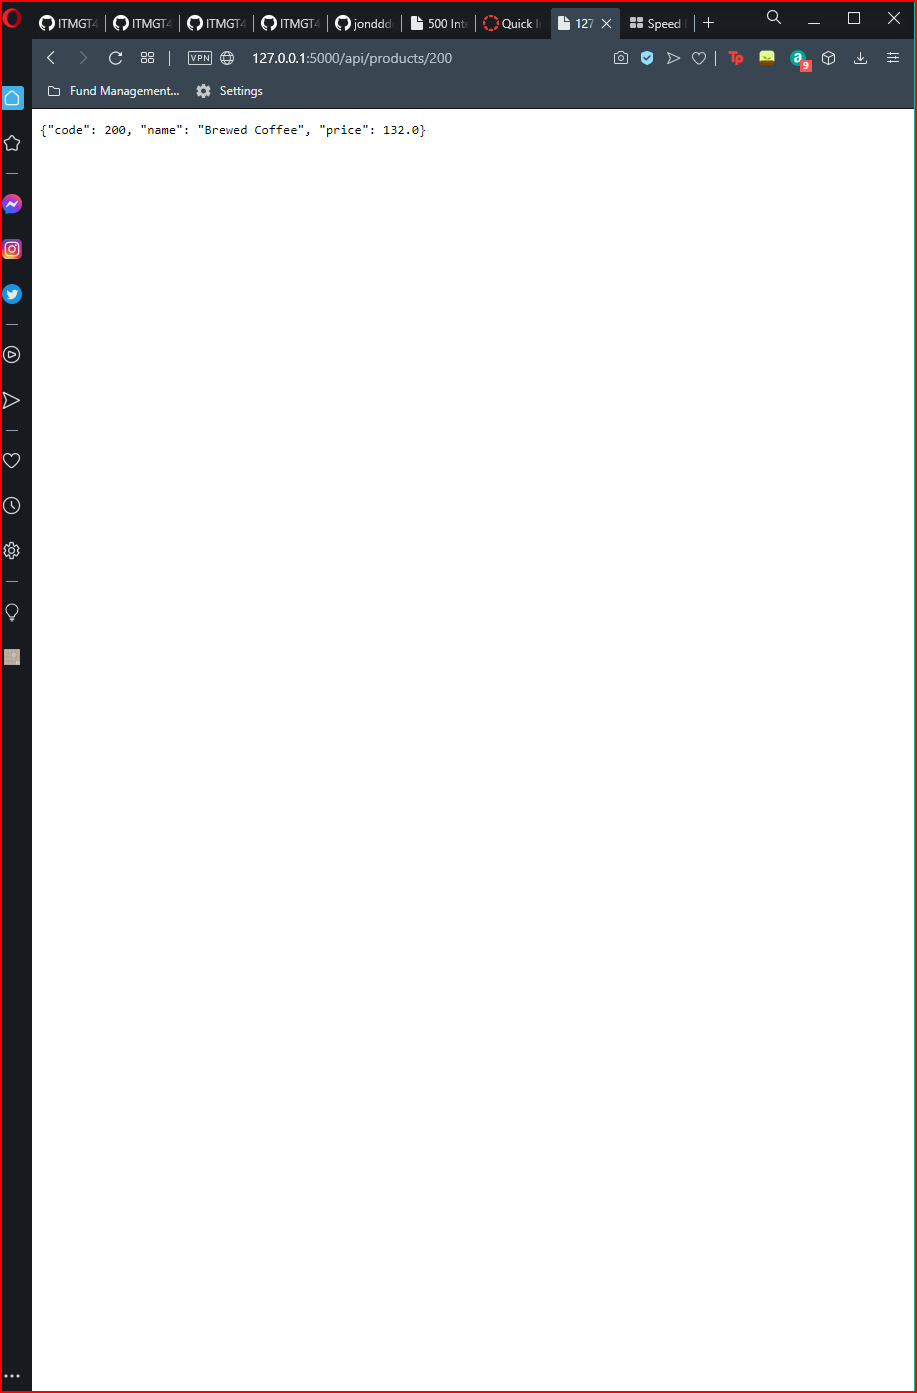 ITMGT4 ITMGT4 ITMGT4 ITMGT4 jonddd 500 Inte Quick I 127 Speed
VPN 127.0.0.1:5000/api/products/200 Tp a 9
Fund Management... Settings
{"code": 200, "name": "Brewed Coffee", "price": 132.0}